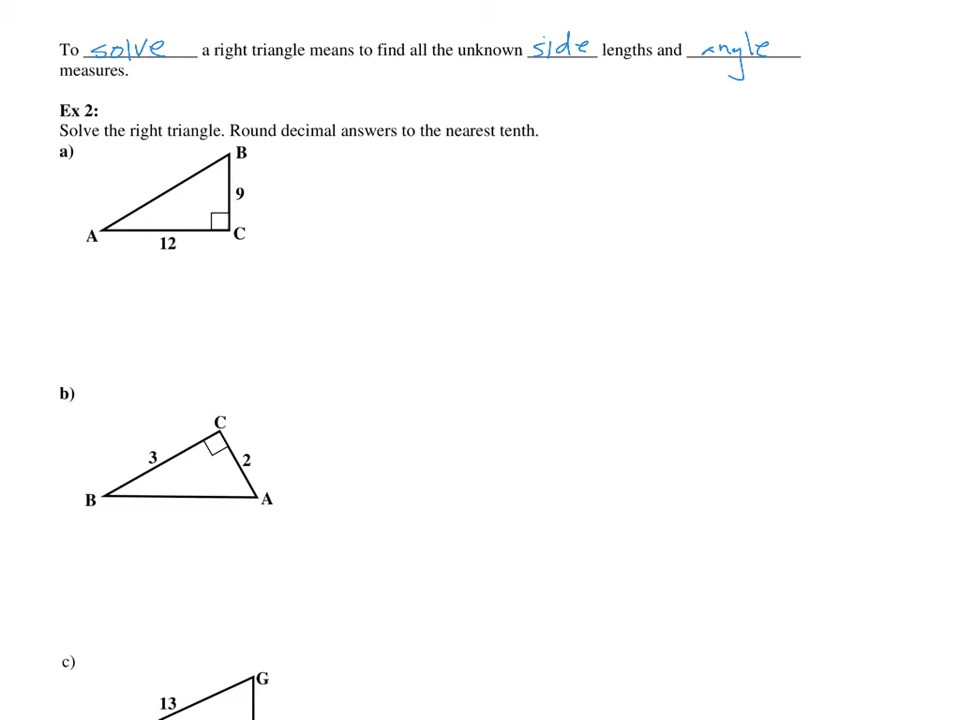 To solve a right triangle means to find all the unknown side lengths and angle
measures.
Ex 2:
Solve the right triangle. Round decimal answers to the nearest tenth.
a)
B
9
A
C
12
b)
C
3
2
B
A
c)
G
13